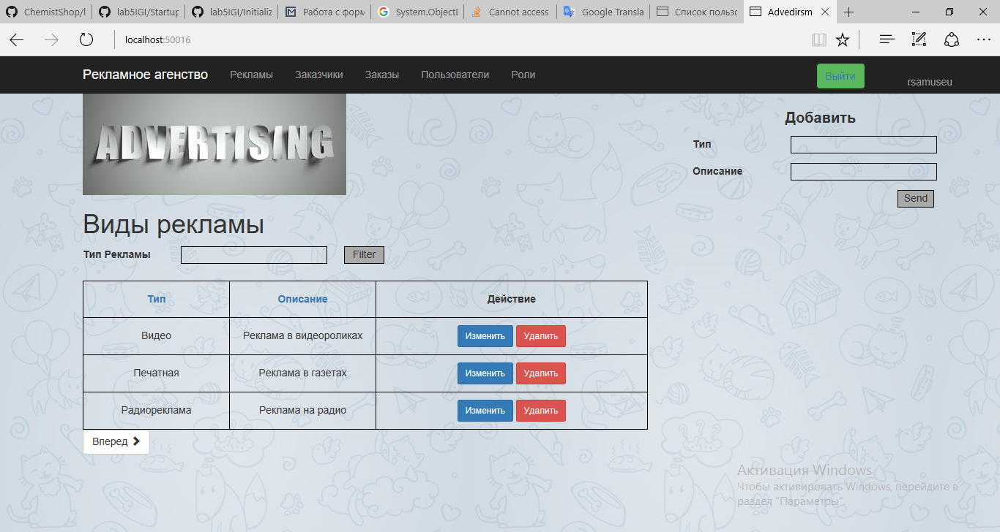 ChemistShop/I lab5IGI/Startup lab5IGI/Initializ Работа с форм System.ObjectD Cannot access Google Transla Список пользо Advedirsm
localhost:50016
Рекламное агенство Рекламы Заказчики Заказы Пользователи Роли Выйти rsamuseu
ADVERTISING
Добавить
Тип
Описание
Send
Виды рекламы
Тип Рекламы Filter
Тип Описание Действие
Видео Реклама в видеороликах Изменить Удалить
Печатная Реклама в газетах Изменить Удалить
Радиореклама Реклама на радио Изменить Удалить
Вперед
Активация Windows
Чтобы активировать Windows, перейдите в
раздел "Параметры".